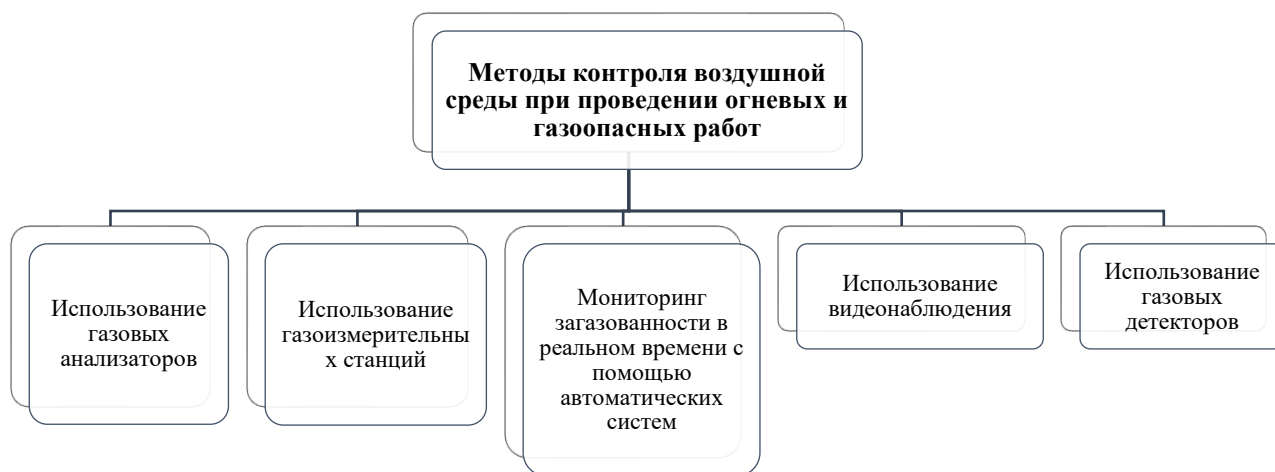 Методы контроля воздушной
среды при проведении огневых и
газоопасных работ
Использование
газовых
анализаторов
Использование
газоизмерительны
х станций
Мониторинг
загазованности в
реальном времени с
помощью
автоматических
систем
Использование
видеонаблюдения
Использование
газовых
детекторов